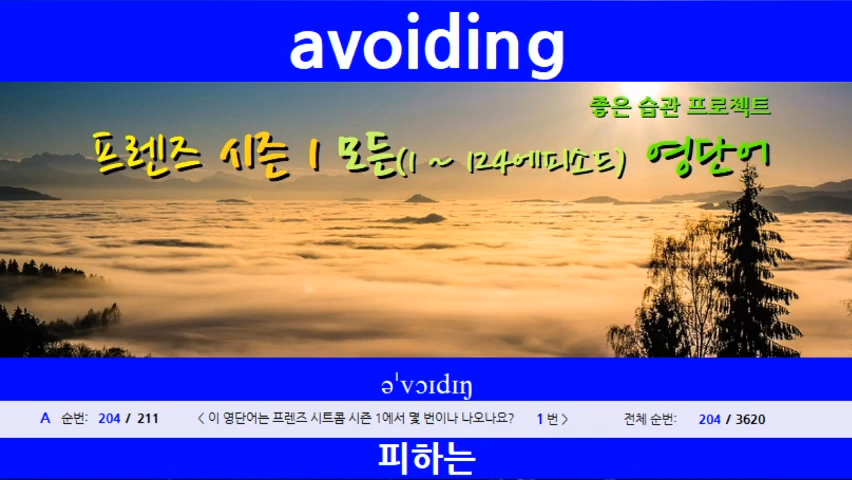 avoiding
좋은 습관 프로젝트
프렌즈 시즌 1 모든(1 ~ 124에피소드) 영단어
ə'vɔɪdɪŋ
A 순번: 204 / 211 < 이 영단어는 프렌즈 시트콤 시즌 1에서 몇 번이나 나오나요? 1 번 > 전체 순번: 204 / 3620
피하는